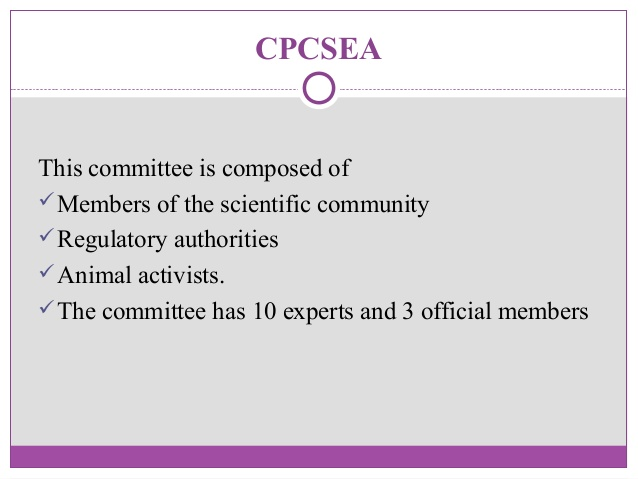 CPCSEA
This committee is composed of
✓Members of the scientific community
✓Regulatory authorities
✓Animal activists.
✓The committee has 10 experts and 3 official members